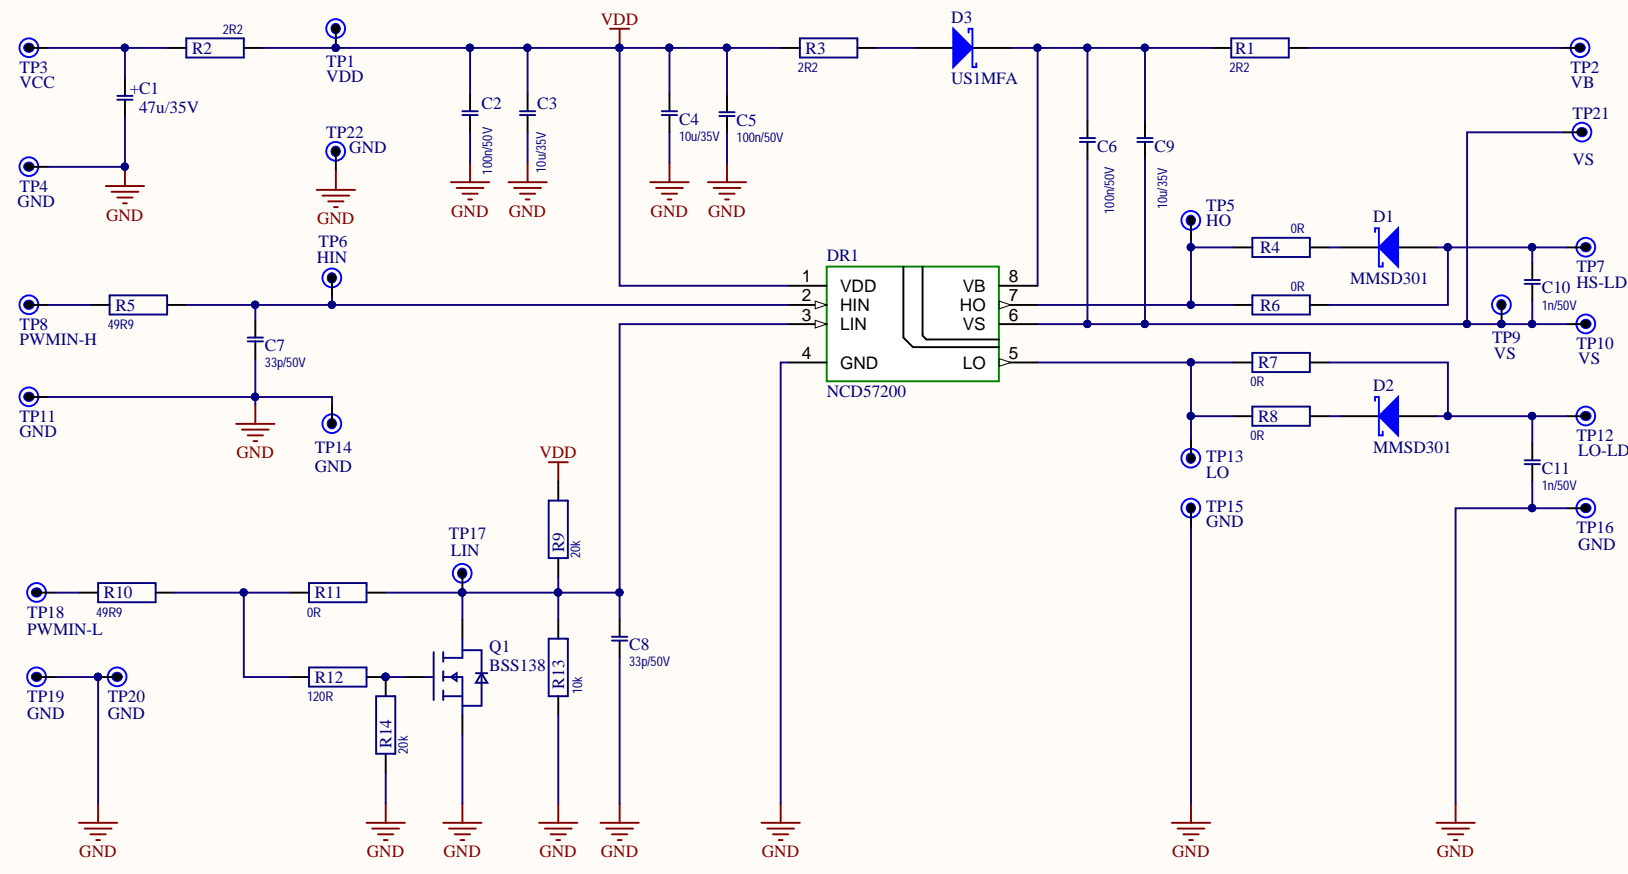 TP3
VCC
R2
2R2
TP1
VDD
VDD
R3
2R2
D3
US1MFA
R1
2R2
TP2
VB
+C1
47u/35V
C2
100n/50V
C3
10u/35V
C4
10u/35V
C5
100n/50V
C6
100n/50V
C9
10u/35V
TP21
VS
TP22
GND
TP4
GND
GND
GND
GND
GND
GND
GND
TP6
HIN
TP5
HO
R4
0R
D1
MMSD301
TP7
HS-LD
C10
1n/50V
R6
0R
TP9
VS
TP10
VS
DR1
1
VDD
2
HIN
3
LIN
4
GND
VB
8
HO
7
VS
6
LO
5
NCD57200
TP8
PWMIN-H
R5
49R9
C7
33p/50V
TP11
GND
GND
TP14
GND
R7
0R
R8
0R
D2
MMSD301
TP12
LO-LD
C11
1n/50V
TP13
LO
TP15
GND
TP16
GND
VDD
R9
20k
TP17
LIN
TP18
PWMIN-L
R10
49R9
R11
0R
R12
120R
R14
20k
Q1
BSS138
R13
10k
C8
33p/50V
TP19
GND
TP20
GND
GND
GND
GND
GND
GND
GND
GND
GND